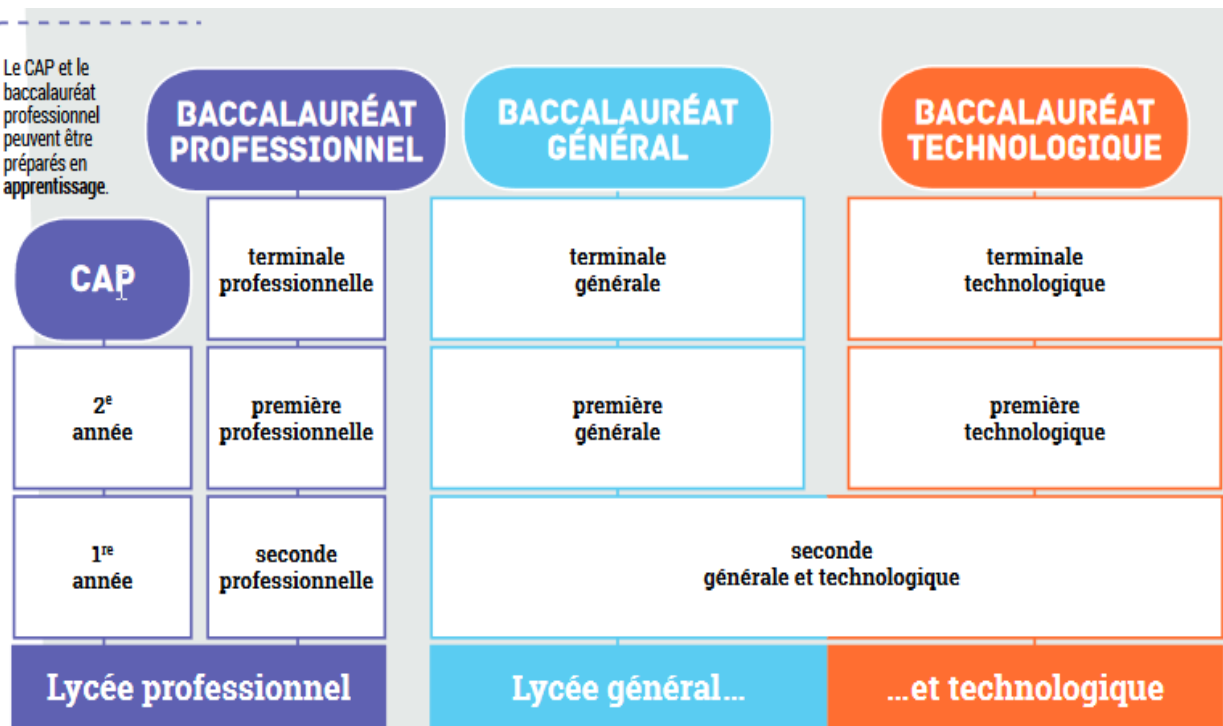 Le CAP et le
baccalauréat
professionnel
peuvent être
préparés en
apprentissage.
BACCALAURÉAT
PROFESSIONNEL
BACCALAURÉAT
GÉNÉRAL
BACCALAURÉAT
TECHNOLOGIQUE
CAP
terminale
professionnelle
terminale
générale
terminale
technologique
2e
année
première
professionnelle
première
générale
première
technologique
1re
année
seconde
professionnelle
seconde
générale et technologique
Lycée professionnel
Lycée général...
...et technologique